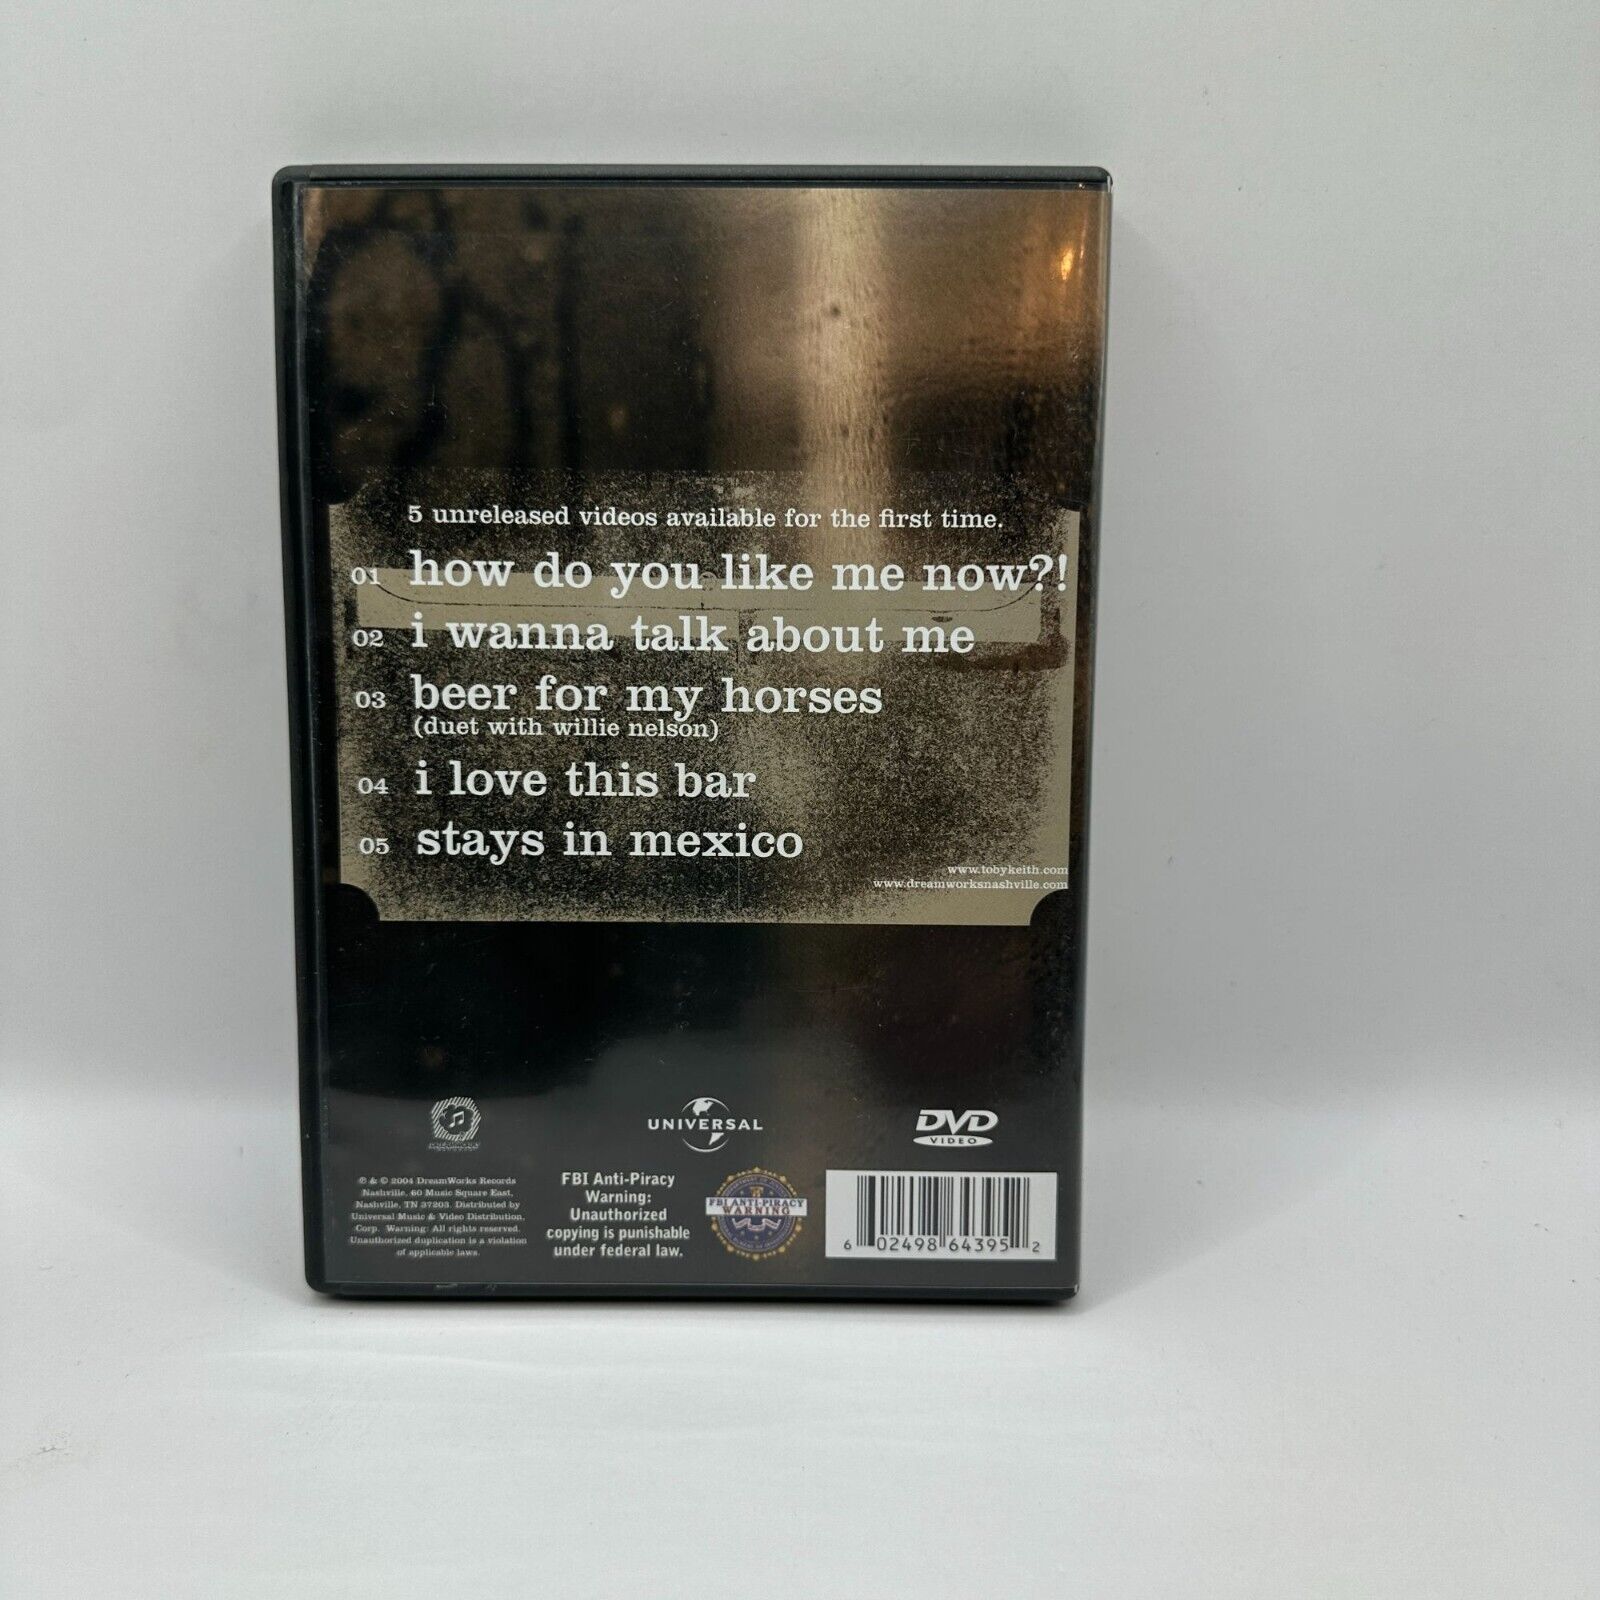 5 unreleased videos available for the first time.
01 how do you like me now?!
02 i wanna talk about me
03 beer for my horses
(duet with willie nelson)
04 i love this bar
05 stays in mexico
www.tobykeith.com
www.dreamworksnashville.com
UNIVERSAL
DVD
VIDEO
℗ & © 2004 DreamWorks Records
Nashville, 60 Music Square East,
Nashville, TN 37203. Distributed by
Universal Music & Video Distribution,
Corp. Warning: All rights reserved.
Unauthorized duplication is a violation
of applicable laws.
FBI Anti-Piracy
Warning:
Unauthorized
copying is punishable
under federal law.
FBI ANTI-PIRACY
WARNING
6 02498 64395 2